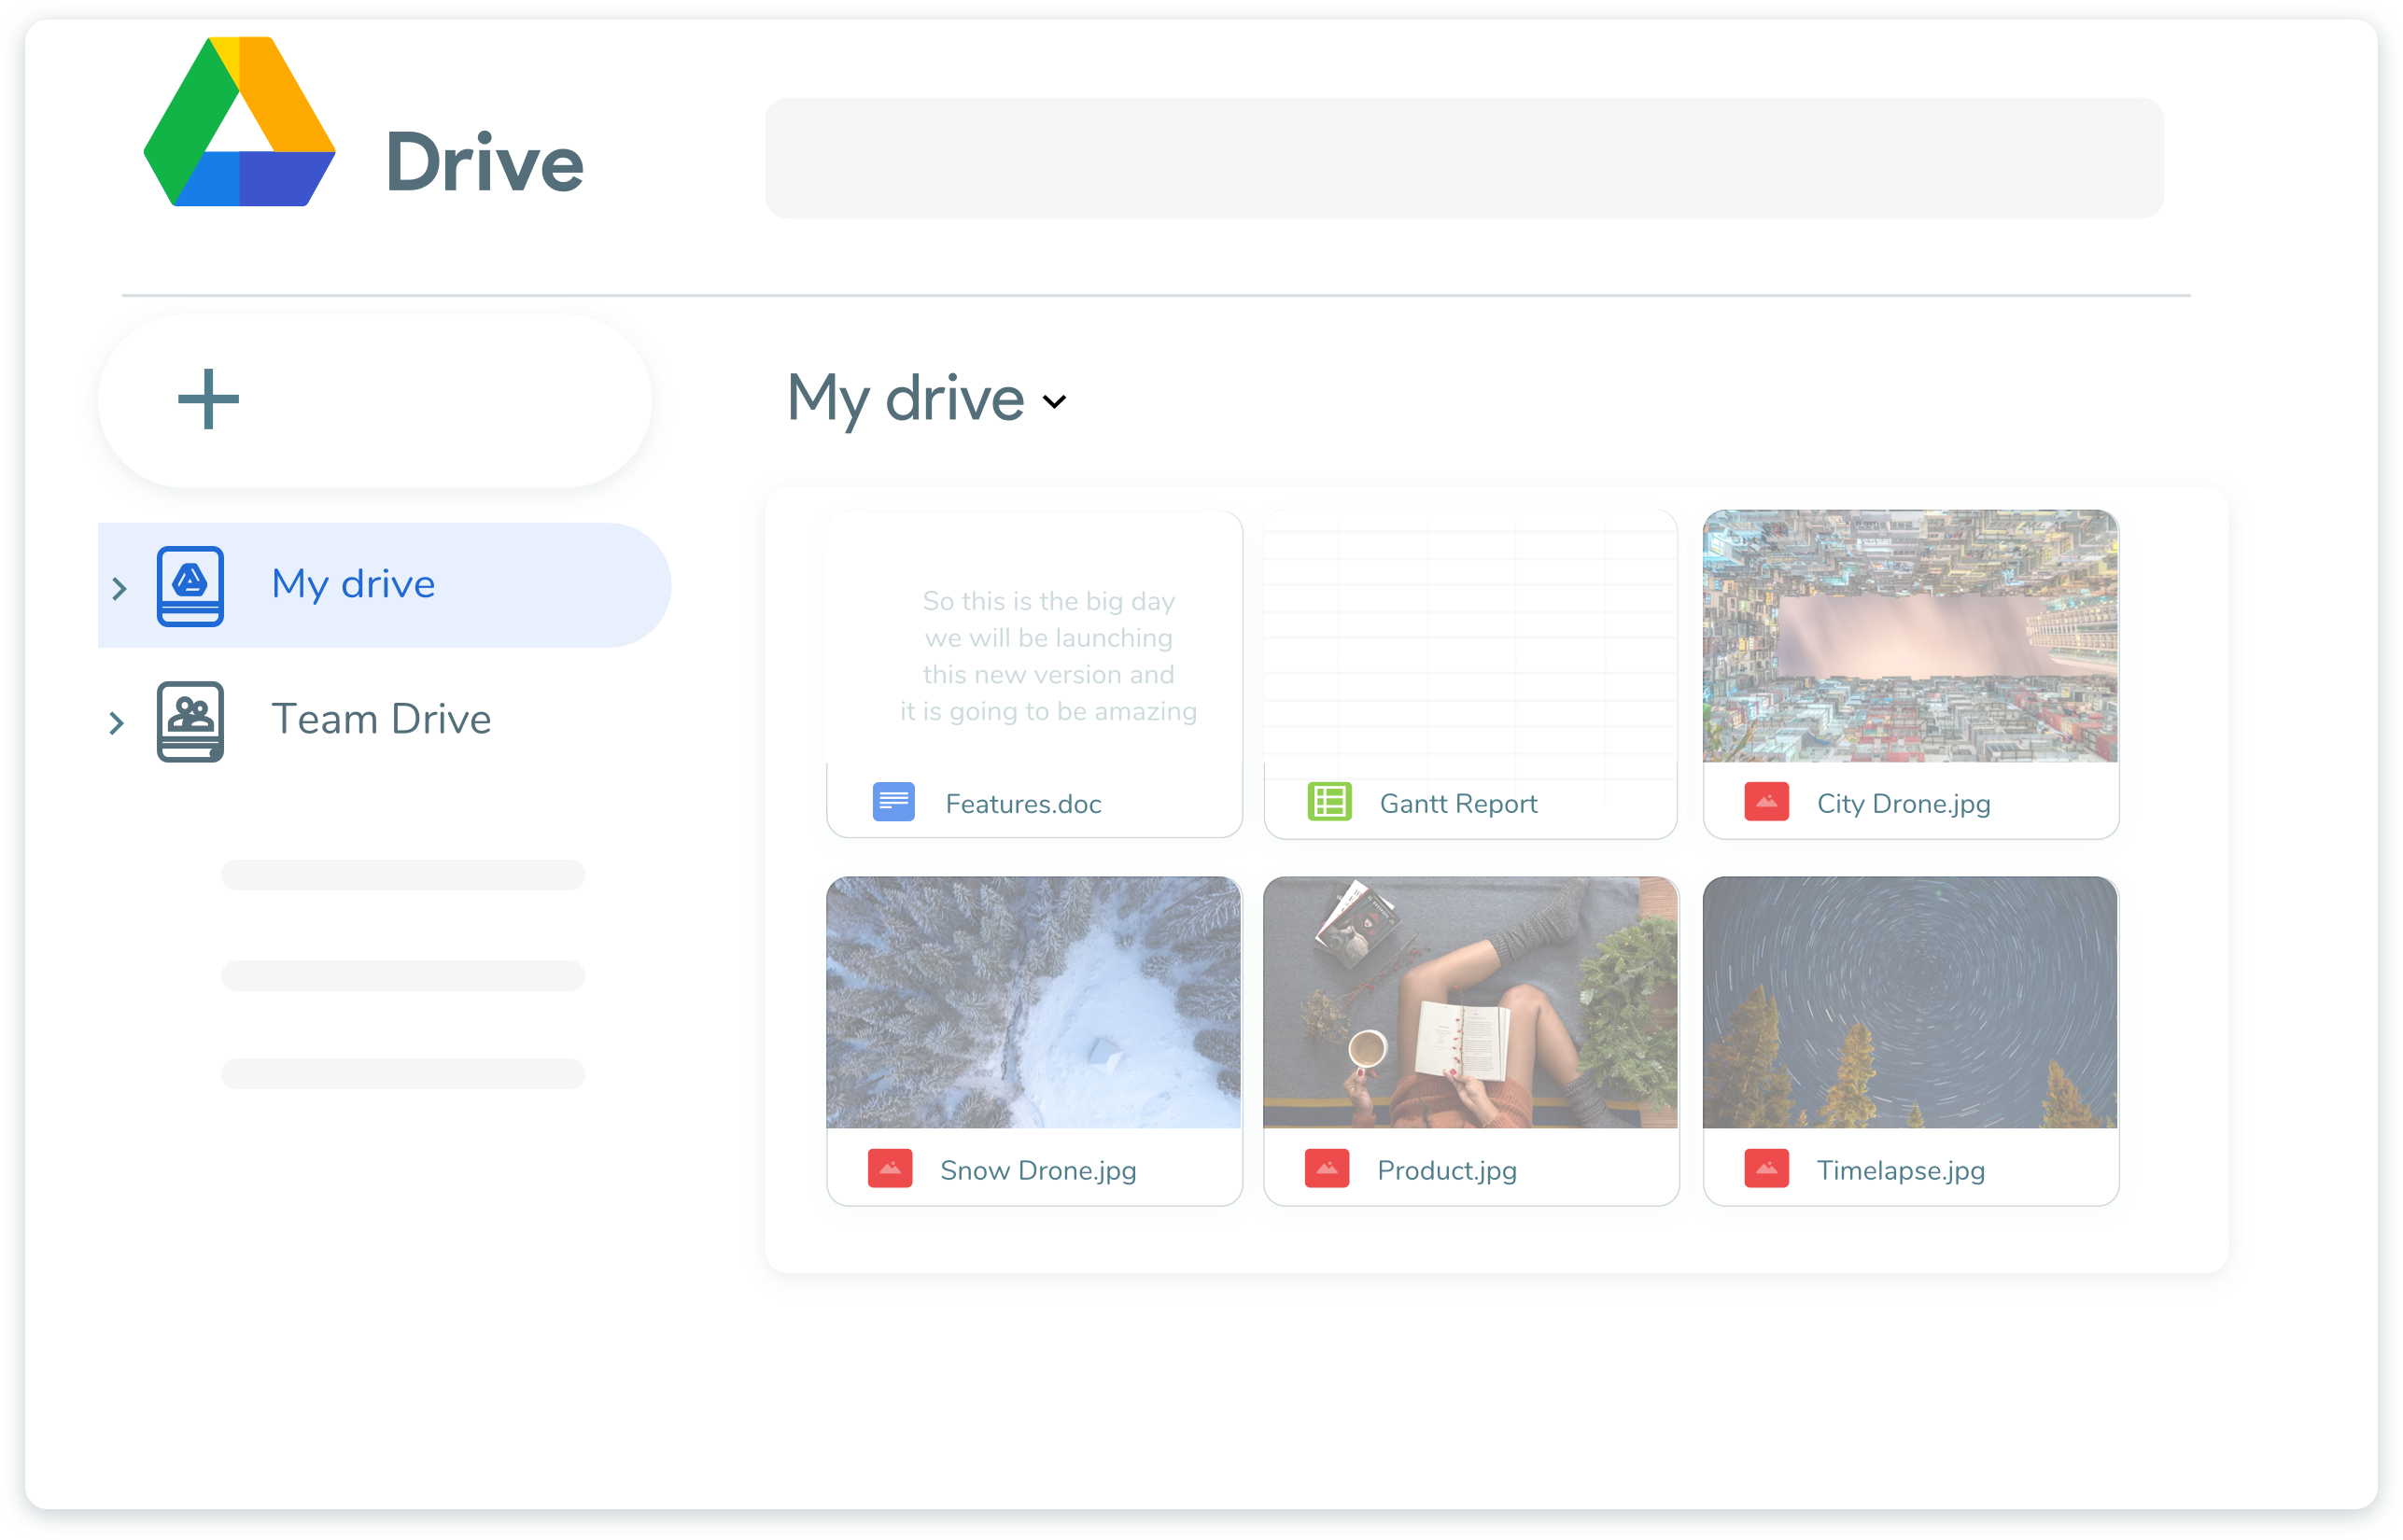 Drive
My drive
My drive
Team Drive
So this is the big day
we will be launching
this new version and
it is going to be amazing
Features.doc
Gantt Report
City Drone.jpg
Snow Drone.jpg
Product.jpg
Timelapse.jpg